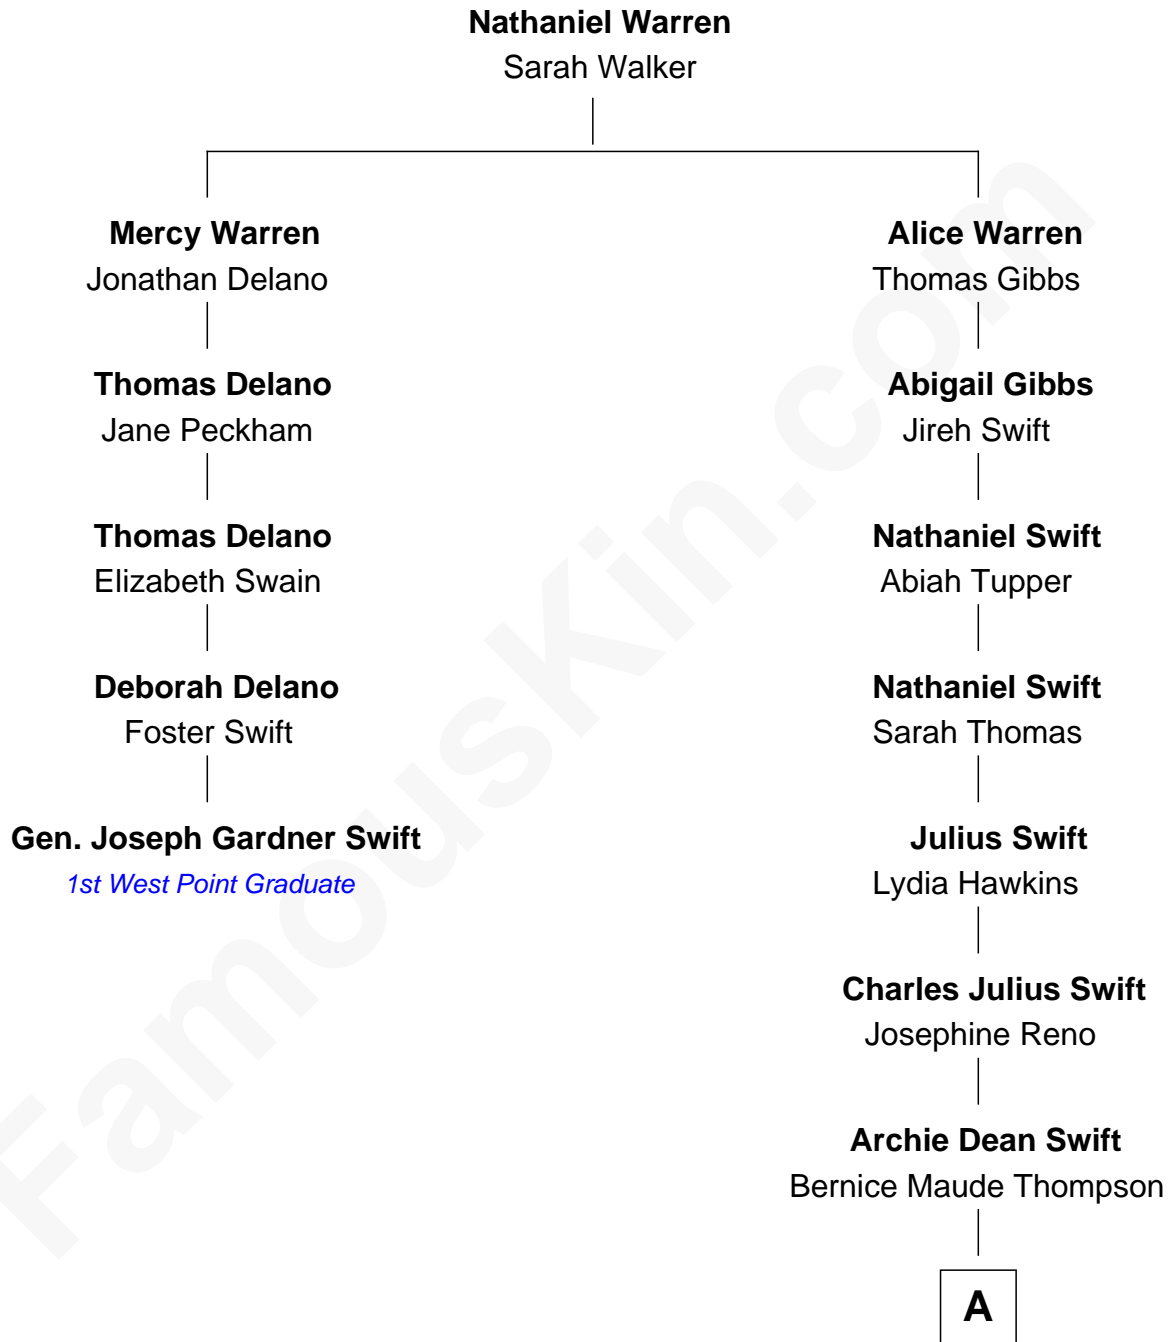 Nathaniel Warren
Sarah Walker
Mercy Warren
Jonathan Delano
Alice Warren
Thomas Gibbs
Thomas Delano
Jane Peckham
Abigail Gibbs
Jireh Swift
Thomas Delano
Elizabeth Swain
Nathaniel Swift
Abiah Tupper
Deborah Delano
Foster Swift
Nathaniel Swift
Sarah Thomas
Gen. Joseph Gardner Swift
1st West Point Graduate
Julius Swift
Lydia Hawkins
Charles Julius Swift
Josephine Reno
Archie Dean Swift
Bernice Maude Thompson
A
FamousKin.com